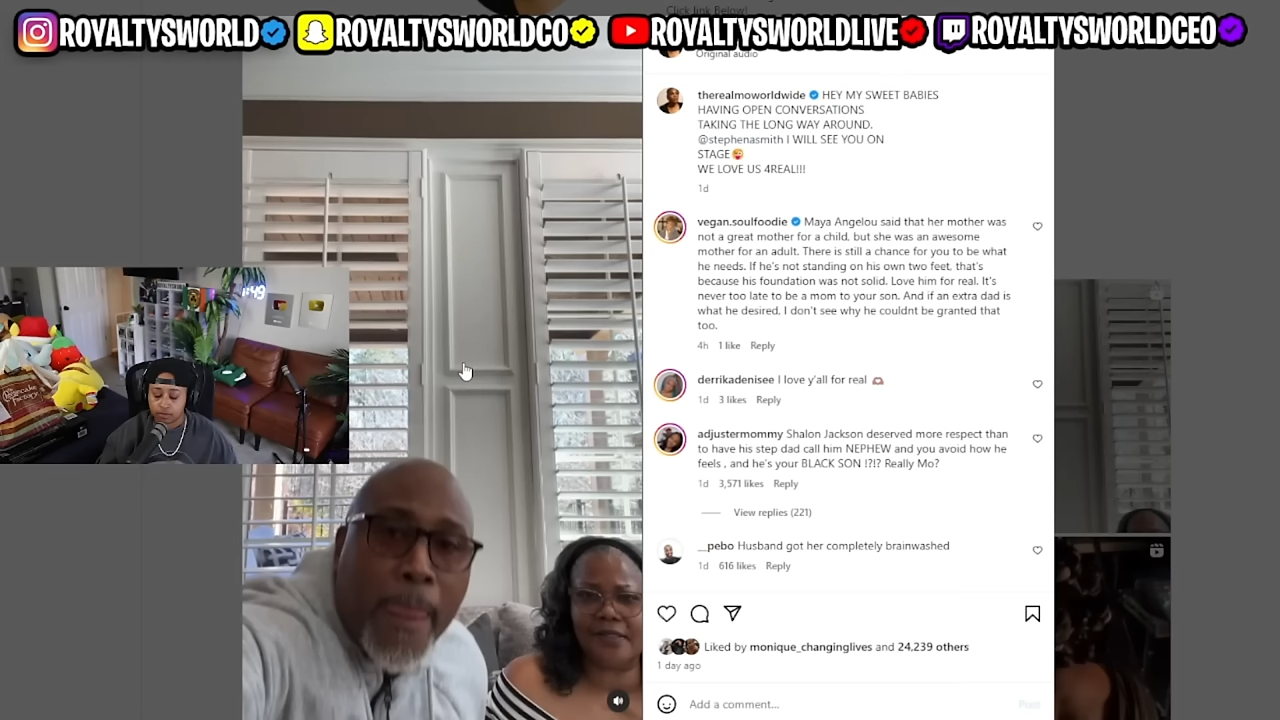 Click link Below!
ROYALTYSWORLD ROYALTYSWORLDCO ROYALTYSWORLDLIVE ROYALTYSWORLDCEO
Original audio
therealmoworldwide HEY MY SWEET BABIES
HAVING OPEN CONVERSATIONS
TAKING THE LONG WAY AROUND.
@stephenasmith I WILL SEE YOU ON
STAGE😜
WE LOVE US 4REAL!!!
1d
vegan.soulfoodie Maya Angelou said that her mother was
not a great mother for a child, but she was an awesome
mother for an adult. There is still a chance for you to be what
he needs. If he's not standing on his own two feet, that's
because his foundation was not solid. Love him for real. It's
never too late to be a mom to your son. And if an extra dad is
what he desired. I don't see why he couldnt be granted that
too.
4h 1 like Reply
derrikadenisee I love y'all for real 🫶🏽
1d 3 likes Reply
adjustermommy Shalon Jackson deserved more respect than
to have his step dad call him NEPHEW and you avoid how he
feels , and he's your BLACK SON !?!? Really Mo?
1d 3,571 likes Reply
View replies (221)
__pebo Husband got her completely brainwashed
1d 616 likes Reply
Liked by monique_changinglives and 24,239 others
1 day ago
Add a comment...
Post
1:49